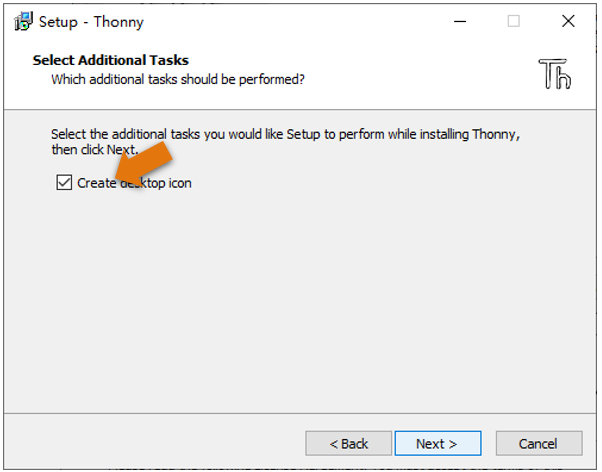 Setup - Thonny
Select Additional Tasks
Which additional tasks should be performed?
Th
Select the additional tasks you would like Setup to perform while installing Thonny,
then click Next.
Create desktop icon
< Back
Next >
Cancel